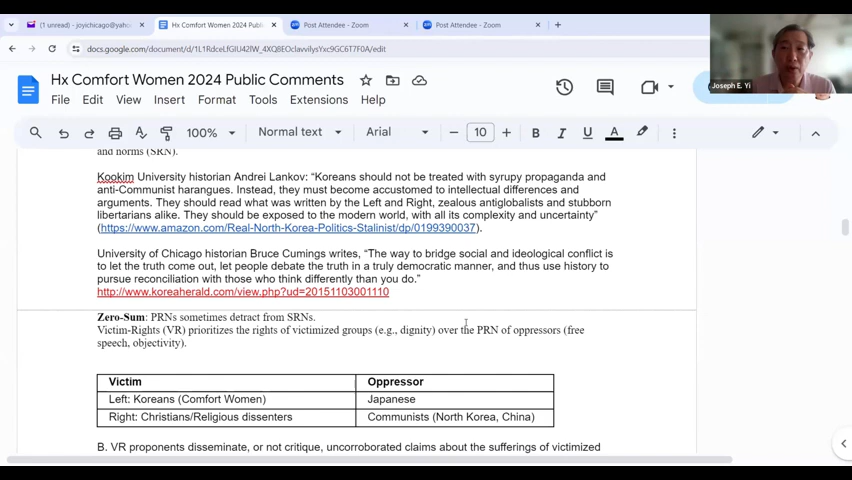 (1 unread) - joyichicago@yaho
Hx Comfort Women 2024 Publi
Post Attendee - Zoom
Post Attendee - Zoom
Hx Comfort Women 2024 Public Comments
File Edit View Insert Format Tools Extensions Help
Joseph E. Yi
100% Normal text Arial 10 B I U A
and norms (SRN).
Kookim University historian Andrei Lankov: “Koreans should not be treated with syrupy propaganda and
anti-Communist harangues. Instead, they must become accustomed to intellectual differences and
arguments. They should read what was written by the Left and Right, zealous antiglobalists and stubborn
libertarians alike. They should be exposed to the modern world, with all its complexity and uncertainty”
(https://www.amazon.com/Real-North-Korea-Politics-Stalinist/dp/0199390037).
University of Chicago historian Bruce Cumings writes, “The way to bridge social and ideological conflict is
to let the truth come out, let people debate the truth in a truly democratic manner, and thus use history to
pursue reconciliation with those who think differently than you do.”
http://www.koreaherald.com/view.php?ud=20151103001110
Zero-Sum: PRNs sometimes detract from SRNs.
Victim-Rights (VR) prioritizes the rights of victimized groups (e.g., dignity) over the PRN of oppressors (free
speech, objectivity).
Victim Oppressor
Left: Koreans (Comfort Women) Japanese
Right: Christians/Religious dissenters Communists (North Korea, China)
B. VR proponents disseminate, or not critique, uncorroborated claims about the sufferings of victimized